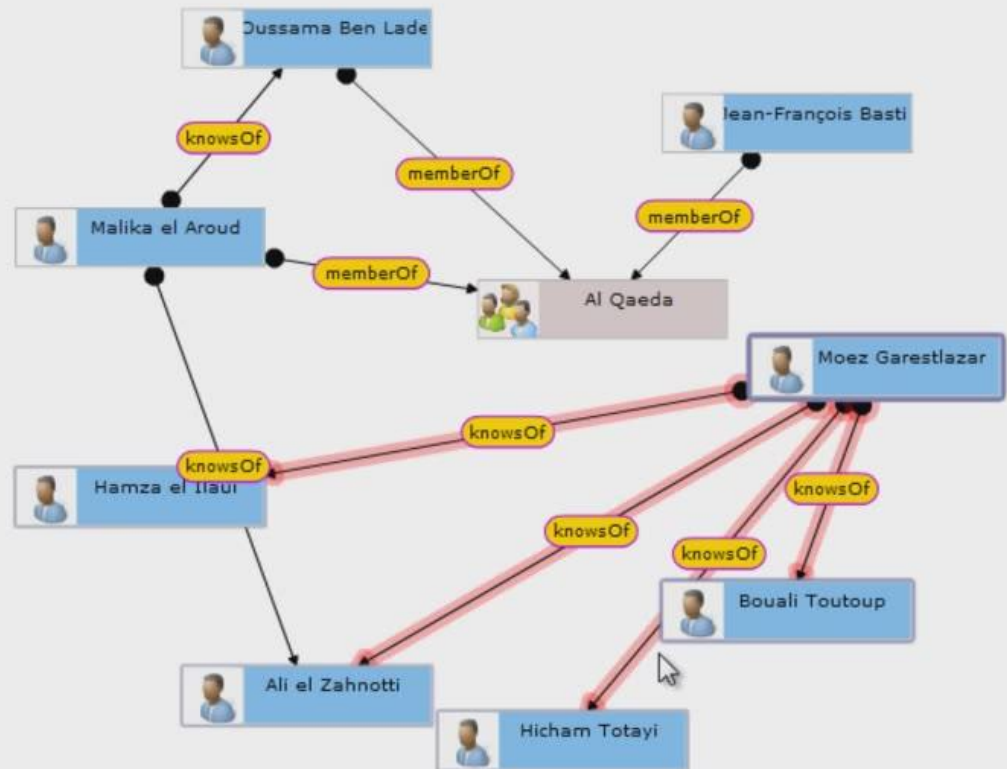 Oussama Ben Lade
knowsOf
Jean-François Basti
memberOf
memberOf
Malika el Aroud
memberOf
Al Qaeda
Moez Garestlazar
knowsOf
knowsOf
Hamza el Ilaui
knowsOf
knowsOf
knowsOf
Bouali Toutoup
Ali el Zahnotti
Hicham Totayi